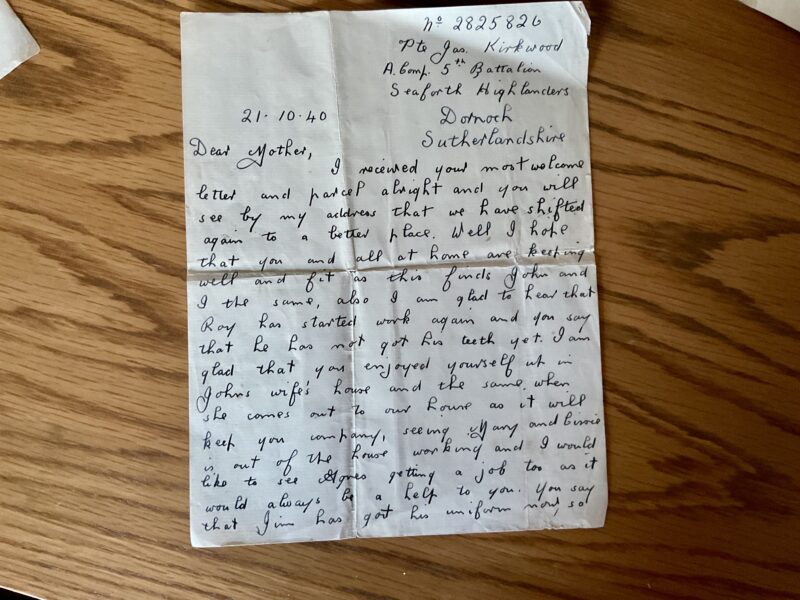 No 2825826
Pte Jas. Kirkwood
A. Comp. 5th Battalion
Seaforth Highlanders
21.10.40
Dornoch
Sutherlandshire
Dear Mother,
I received your most welcome
letter and parcel alright and you will
see by my address that we have shifted
again to a better place. Well I hope
that you and all at home are keeping
well and fit as this finds John and
I the same, also I am glad to hear that
Roy has started work again and you say
that he has not got his teeth yet. I am
glad that you enjoyed yourself up in
Johns wife's house and the same when
she comes out to our house as it will
keep you company, seeing Mary and
is out of the house working and I would
like to see Agnes getting a job too as it
would always be a help to you. You say
that Jim has got his uniform now, so